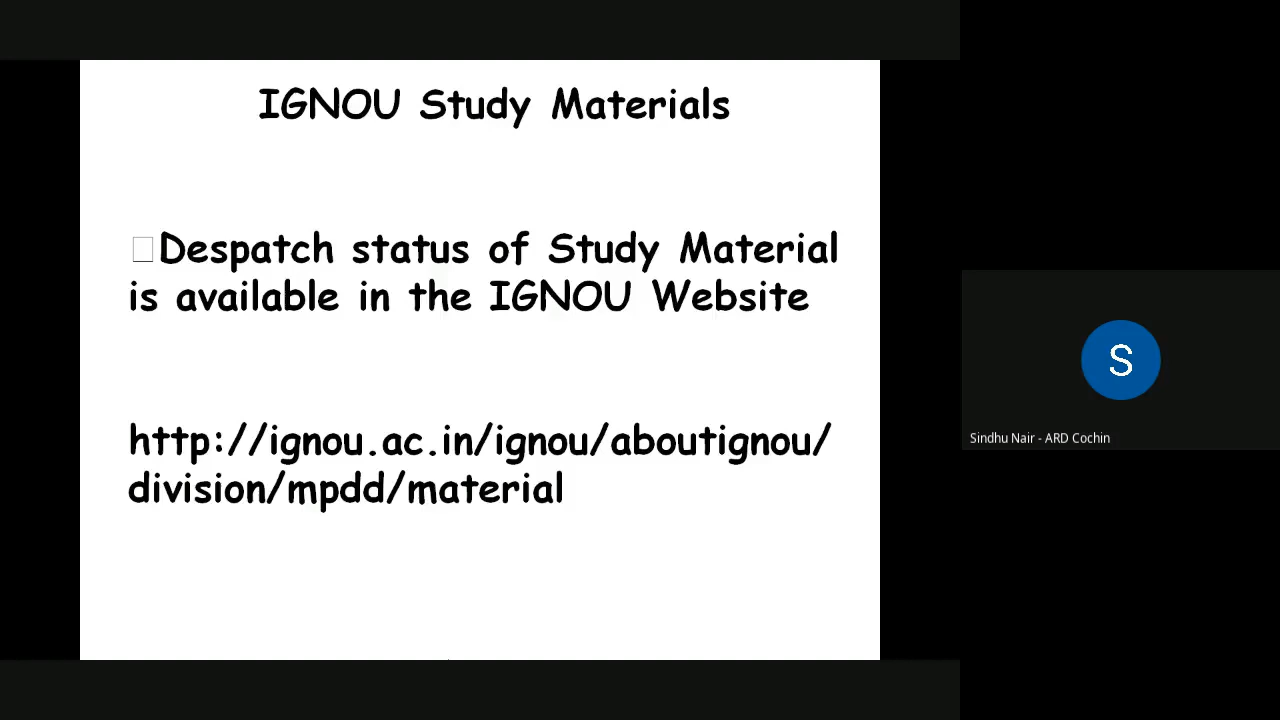 IGNOU Study Materials
Despatch status of Study Material
is available in the IGNOU Website
http://ignou.ac.in/ignou/aboutignou/
division/mpdd/material
S
Sindhu Nair - ARD Cochin